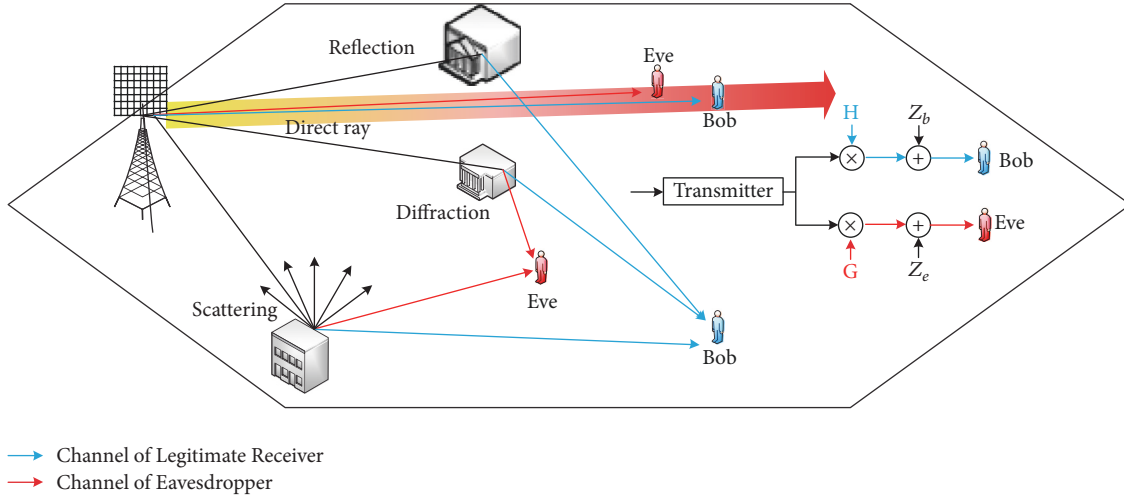 Reflection
Eve
Direct ray
Bob
H
Z_b
Bob
Transmitter
Diffraction
Eve
G
Z_e
Eve
Scattering
Bob
Channel of Legitimate Receiver
Channel of Eavesdropper